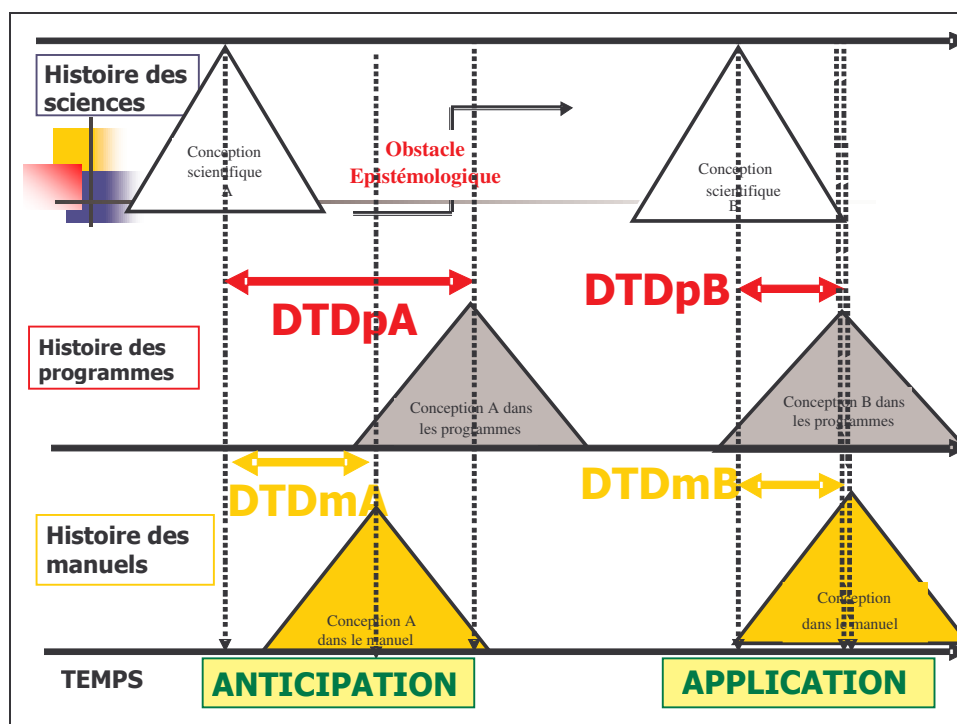 Histoire des
sciences
Conception
scientifique
A
Obstacle
Epistémologique
Conception
scientifique
B
DTDpA
DTDpB
Histoire des
programmes
Conception A dans
les programmes
Conception B dans
les programmes
DTDmA
DTDmB
Histoire des
manuels
Conception A
dans le manuel
Conception
dans le manuel
TEMPS
ANTICIPATION
APPLICATION